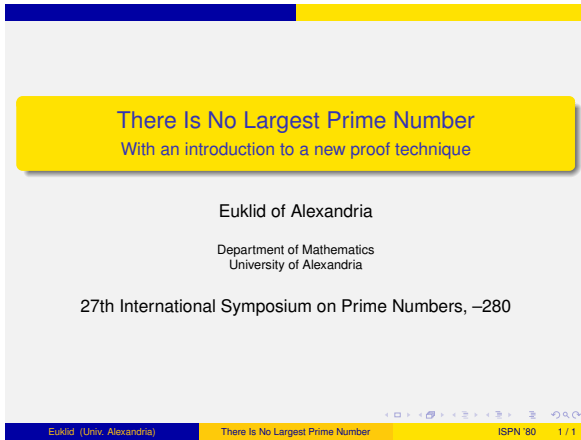 There Is No Largest Prime Number
With an introduction to a new proof technique
Euklid of Alexandria
Department of Mathematics
University of Alexandria
27th International Symposium on Prime Numbers, –280
Euklid (Univ. Alexandria) There Is No Largest Prime Number ISPN ’80 1 / 1